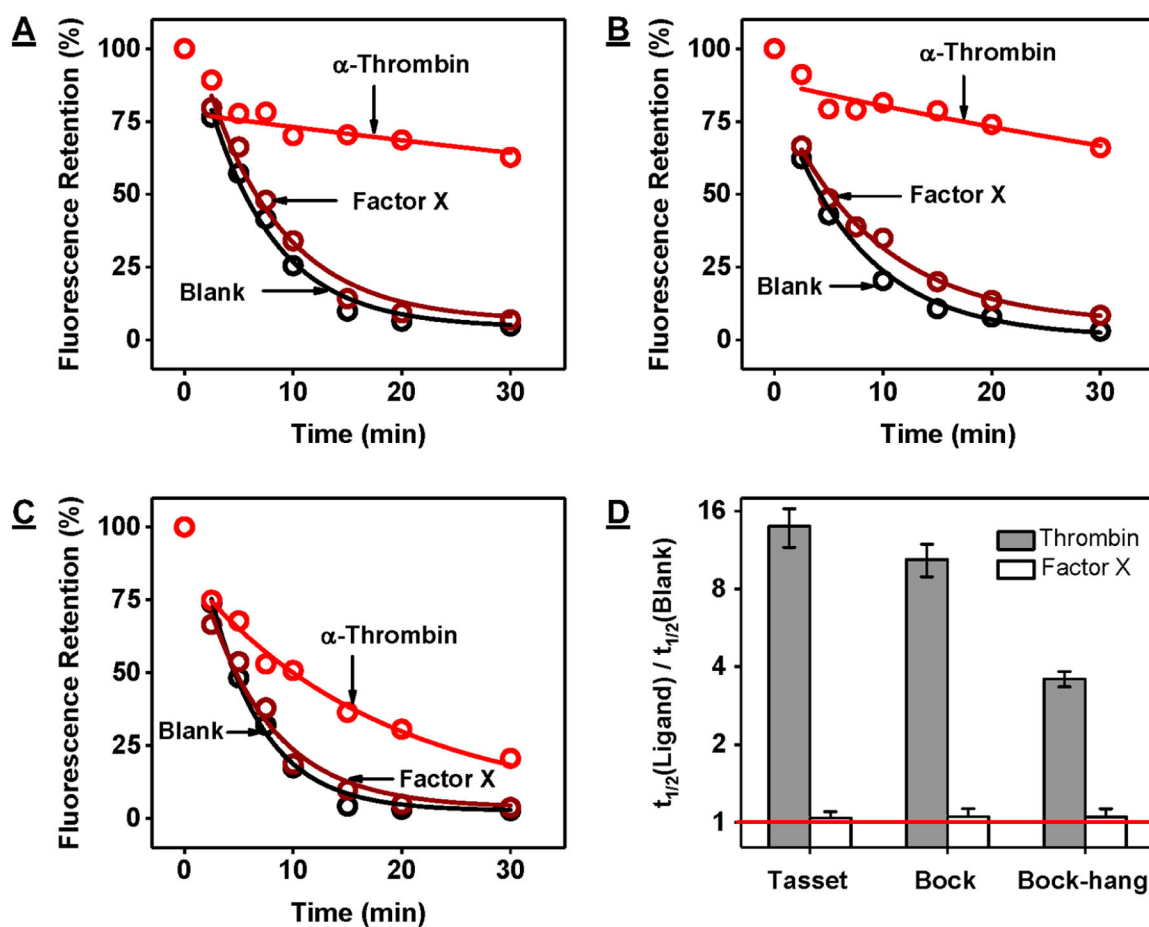 A
Fluorescence Retention (%)
100
75
50
25
0
α-Thrombin
Factor X
Blank
0 10 20 30
Time (min)
B
Fluorescence Retention (%)
100
75
50
25
0
α-Thrombin
Factor X
Blank
0 10 20 30
Time (min)
C
Fluorescence Retention (%)
100
75
50
25
0
α-Thrombin
Blank
Factor X
0 10 20 30
Time (min)
D
t1/2(Ligand) / t1/2(Blank)
16
8
4
2
1
Thrombin
Factor X
Tasset Bock Bock-hang